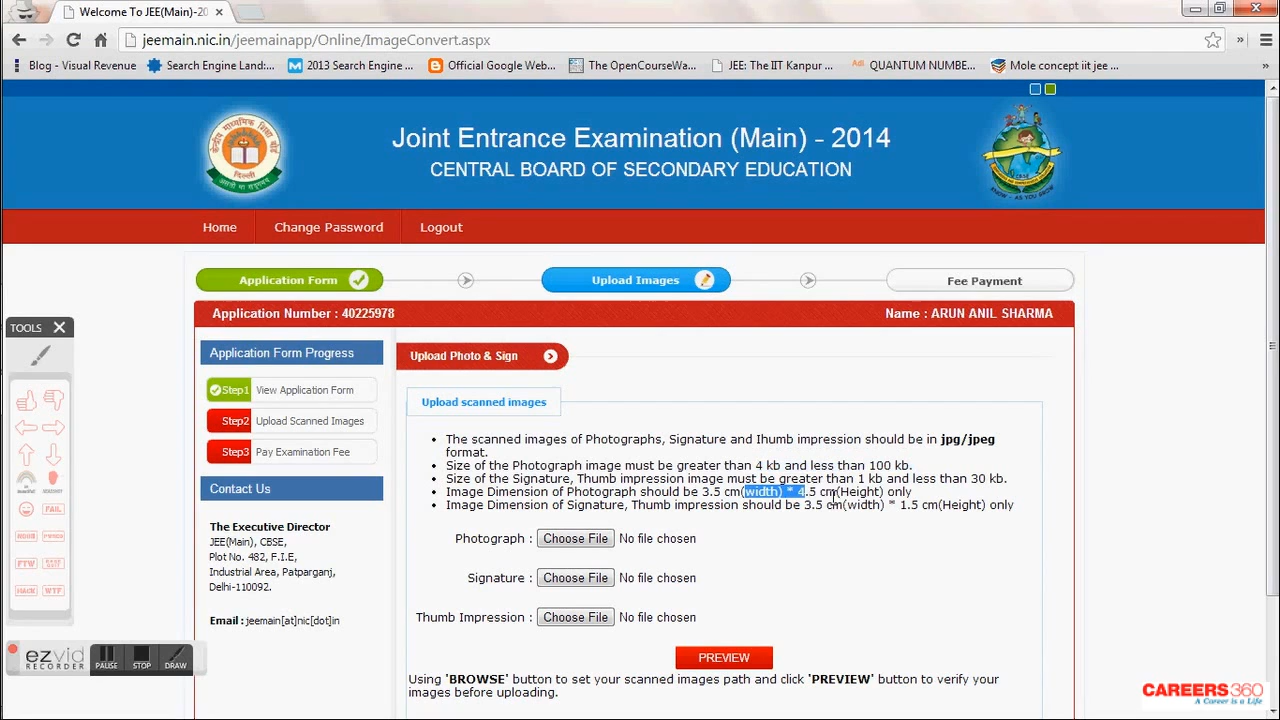 Welcome To JEE(Main)-20
jeemain.nic.in/jeemainapp/Online/ImageConvert.aspx
Blog - Visual Revenue
Search Engine Land:...
2013 Search Engine ...
Official Google Web...
The OpenCourseWa...
JEE: The IIT Kanpur ...
QUANTUM NUMBE...
Mole concept iit jee ...
Joint Entrance Examination (Main) - 2014
CENTRAL BOARD OF SECONDARY EDUCATION
Home
Change Password
Logout
Application Form
Upload Images
Fee Payment
Application Number : 40225978
Name : ARUN ANIL SHARMA
TOOLS
Application Form Progress
Step1 View Application Form
Step2 Upload Scanned Images
Step3 Pay Examination Fee
Contact Us
The Executive Director
JEE(Main), CBSE,
Plot No. 482, F.I.E,
Industrial Area, Patparganj,
Delhi-110092.
Email : jeemain[at]nic[dot]in
Upload Photo & Sign
Upload scanned images
The scanned images of Photographs, Signature and Ihumb impression should be in jpg/jpeg
format.
Size of the Photograph image must be greater than 4 kb and less than 100 kb.
Size of the Signature, Thumb impression image must be greater than 1 kb and less than 30 kb.
Image Dimension of Photograph should be 3.5 cm(width) * 4.5 cm(Height) only
Image Dimension of Signature, Thumb impression should be 3.5 cm(width) * 1.5 cm(Height) only
Photograph : Choose File No file chosen
Signature : Choose File No file chosen
Thumb Impression : Choose File No file chosen
PREVIEW
Using 'BROWSE' button to set your scanned images path and click 'PREVIEW' button to verify your
images before uploading.
FAIL
FTW
HACK
WTF
ezvid
RECORDER
PAUSE
STOP
DRAW
CAREERS360
A Career is a Life